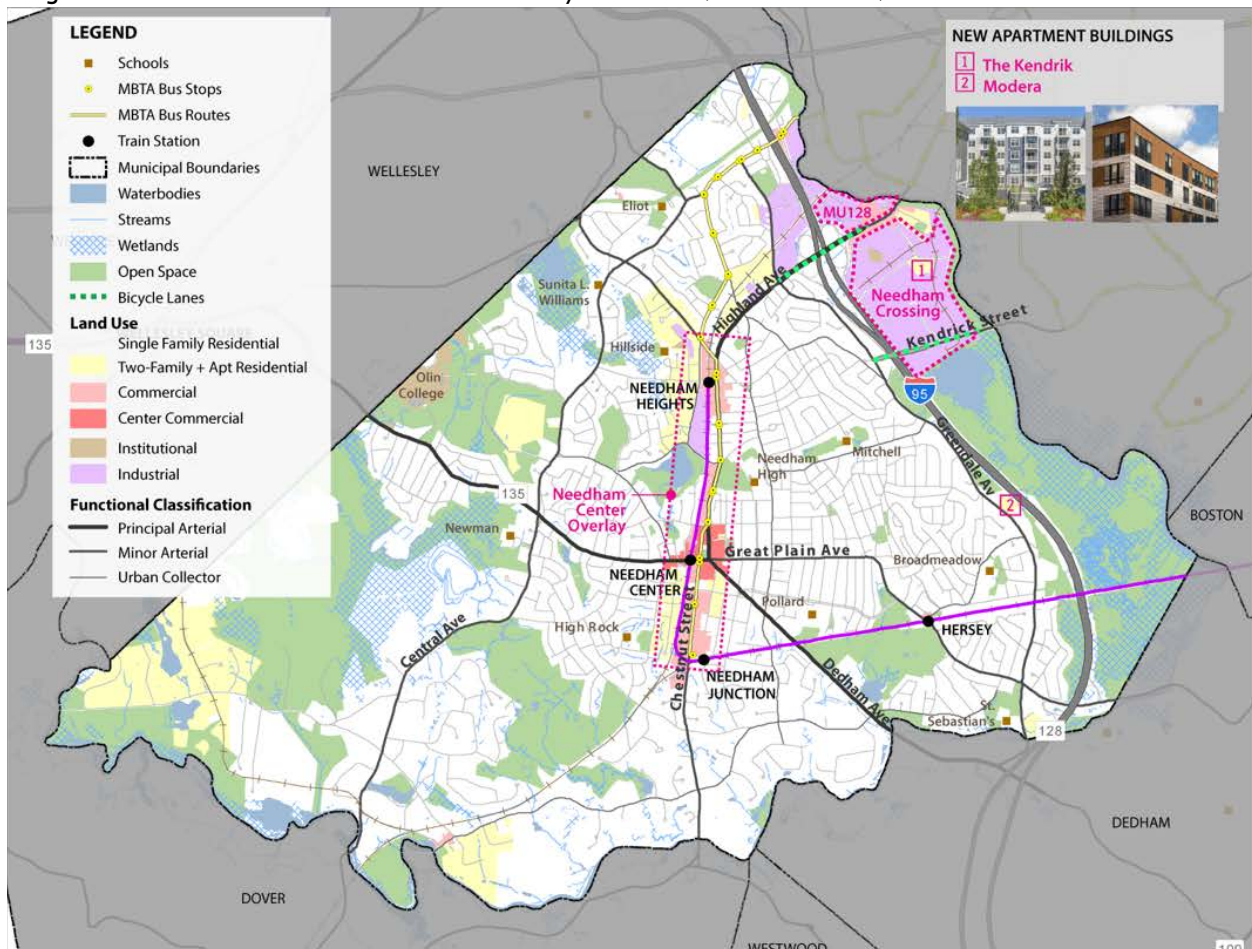 LEGEND
Schools
MBTA Bus Stops
MBTA Bus Routes
Train Station
Municipal Boundaries
Waterbodies
Streams
Wetlands
Open Space
Bicycle Lanes
Land Use
Single Family Residential
Two-Family + Apt Residential
Commercial
Center Commercial
Institutional
Industrial
Functional Classification
Principal Arterial
Minor Arterial
Urban Collector
NEW APARTMENT BUILDINGS
1 The Kendrik
2 Modera
WELLESLEY
Eliot
MU128
Sunita L.
Williams
Highland Ave
1
Needham
Crossing
Kendrick Street
135
Hillside
Olin
College
NEEDHAM
HEIGHTS
95
Greendale Av
Mitchell
Needham
High
135
Needham
Center
Overlay
2
BOSTON
Newman
Great Plain Ave
Broadmeadow
NEEDHAM
CENTER
Pollard
Central Ave
High Rock
Chestnut Street
HERSEY
NEEDHAM
JUNCTION
Dedham Ave
St.
Sebastian's
128
DEDHAM
DOVER
WESTWOOD